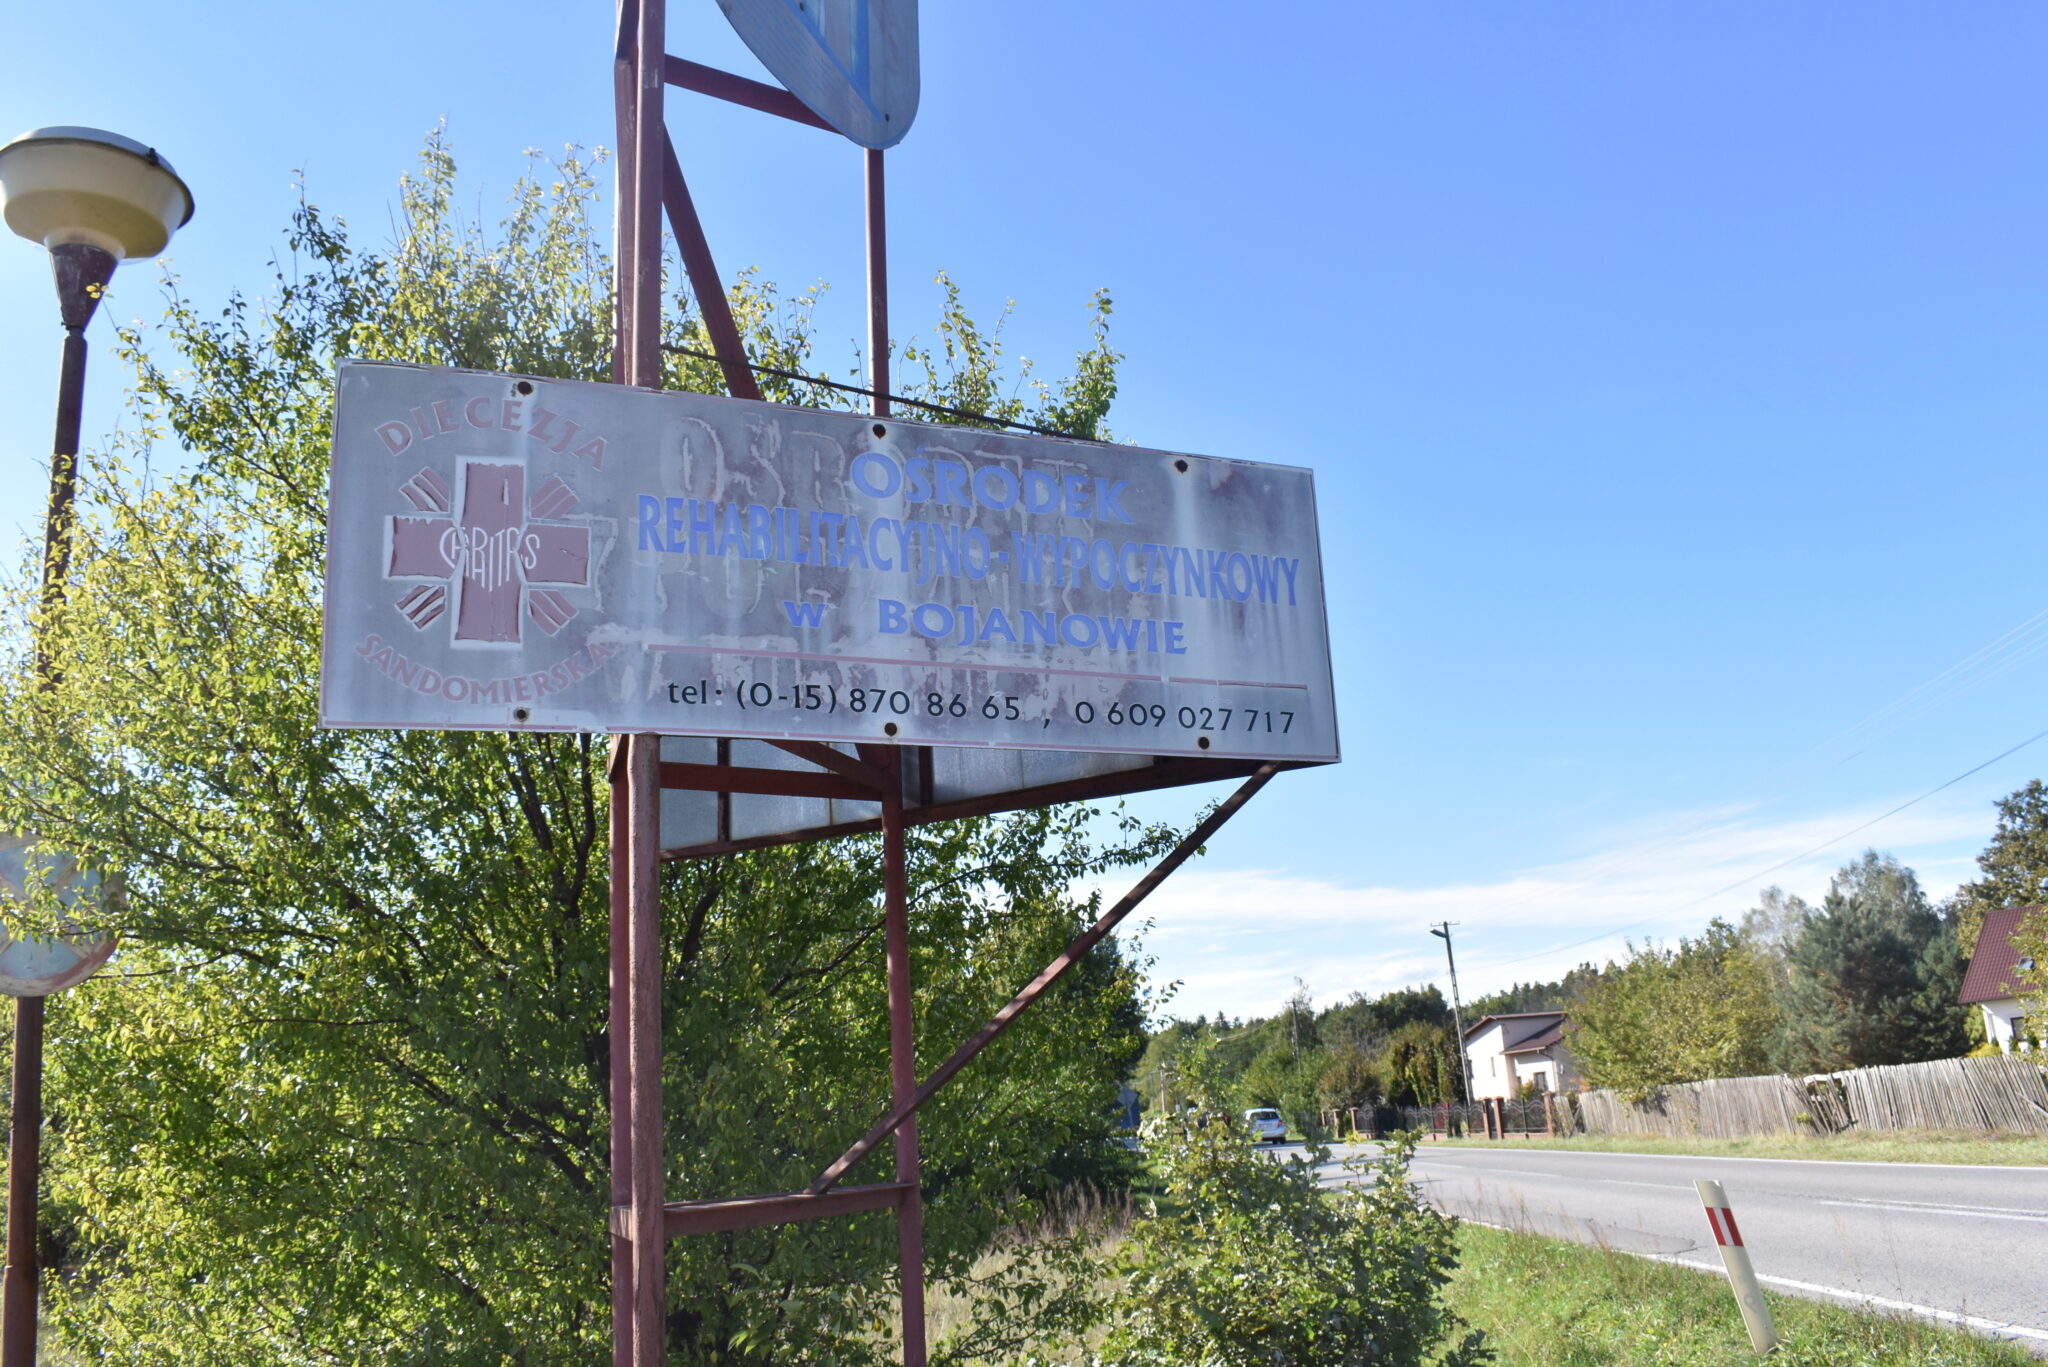 DIECEZJA
CARITAS
SANDOMIERSKA
OŚRODEK
REHABILITACYJNO-WYPOCZYNKOWY
w BOJANOWIE
tel: (0-15) 870 86 65 , 0 609 027 717